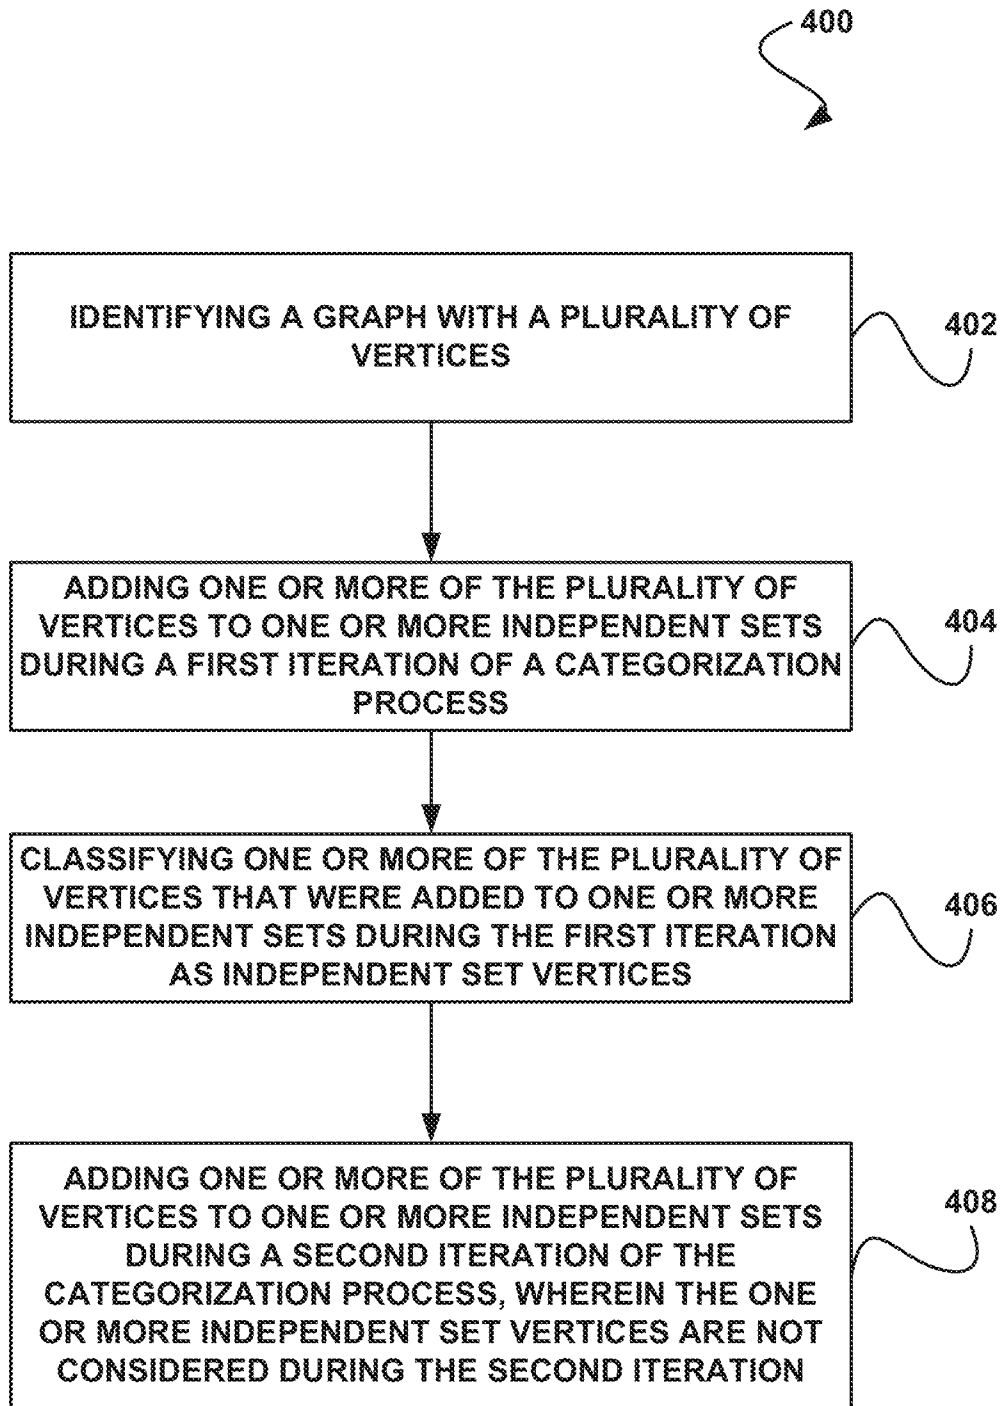 400
IDENTIFYING A GRAPH WITH A PLURALITY OF
VERTICES
402
ADDING ONE OR MORE OF THE PLURALITY OF
VERTICES TO ONE OR MORE INDEPENDENT SETS
DURING A FIRST ITERATION OF A CATEGORIZATION
PROCESS
404
CLASSIFYING ONE OR MORE OF THE PLURALITY OF
VERTICES THAT WERE ADDED TO ONE OR MORE
INDEPENDENT SETS DURING THE FIRST ITERATION
AS INDEPENDENT SET VERTICES
406
ADDING ONE OR MORE OF THE PLURALITY OF
VERTICES TO ONE OR MORE INDEPENDENT SETS
DURING A SECOND ITERATION OF THE
CATEGORIZATION PROCESS, WHEREIN THE ONE
OR MORE INDEPENDENT SET VERTICES ARE NOT
CONSIDERED DURING THE SECOND ITERATION
408